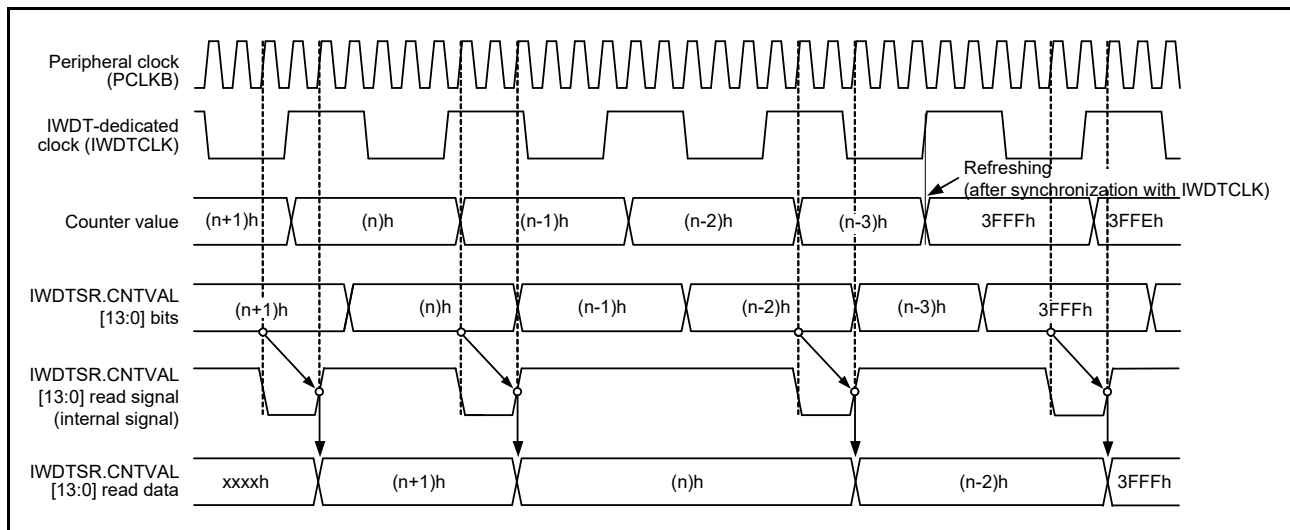 Peripheral clock
(PCLKB)
IWDT-dedicated
clock (IWDTCLK)
Refreshing
(after synchronization with IWDTCLK)
Counter value
(n+1)h
(n)h
(n-1)h
(n-2)h
(n-3)h
3FFFh
3FFEh
IWDTSR.CNTVAL
[13:0] bits
(n+1)h
(n)h
(n-1)h
(n-2)h
(n-3)h
3FFFh
IWDTSR.CNTVAL
[13:0] read signal
(internal signal)
IWDTSR.CNTVAL
[13:0] read data
xxxxh
(n+1)h
(n)h
(n-2)h
3FFFh